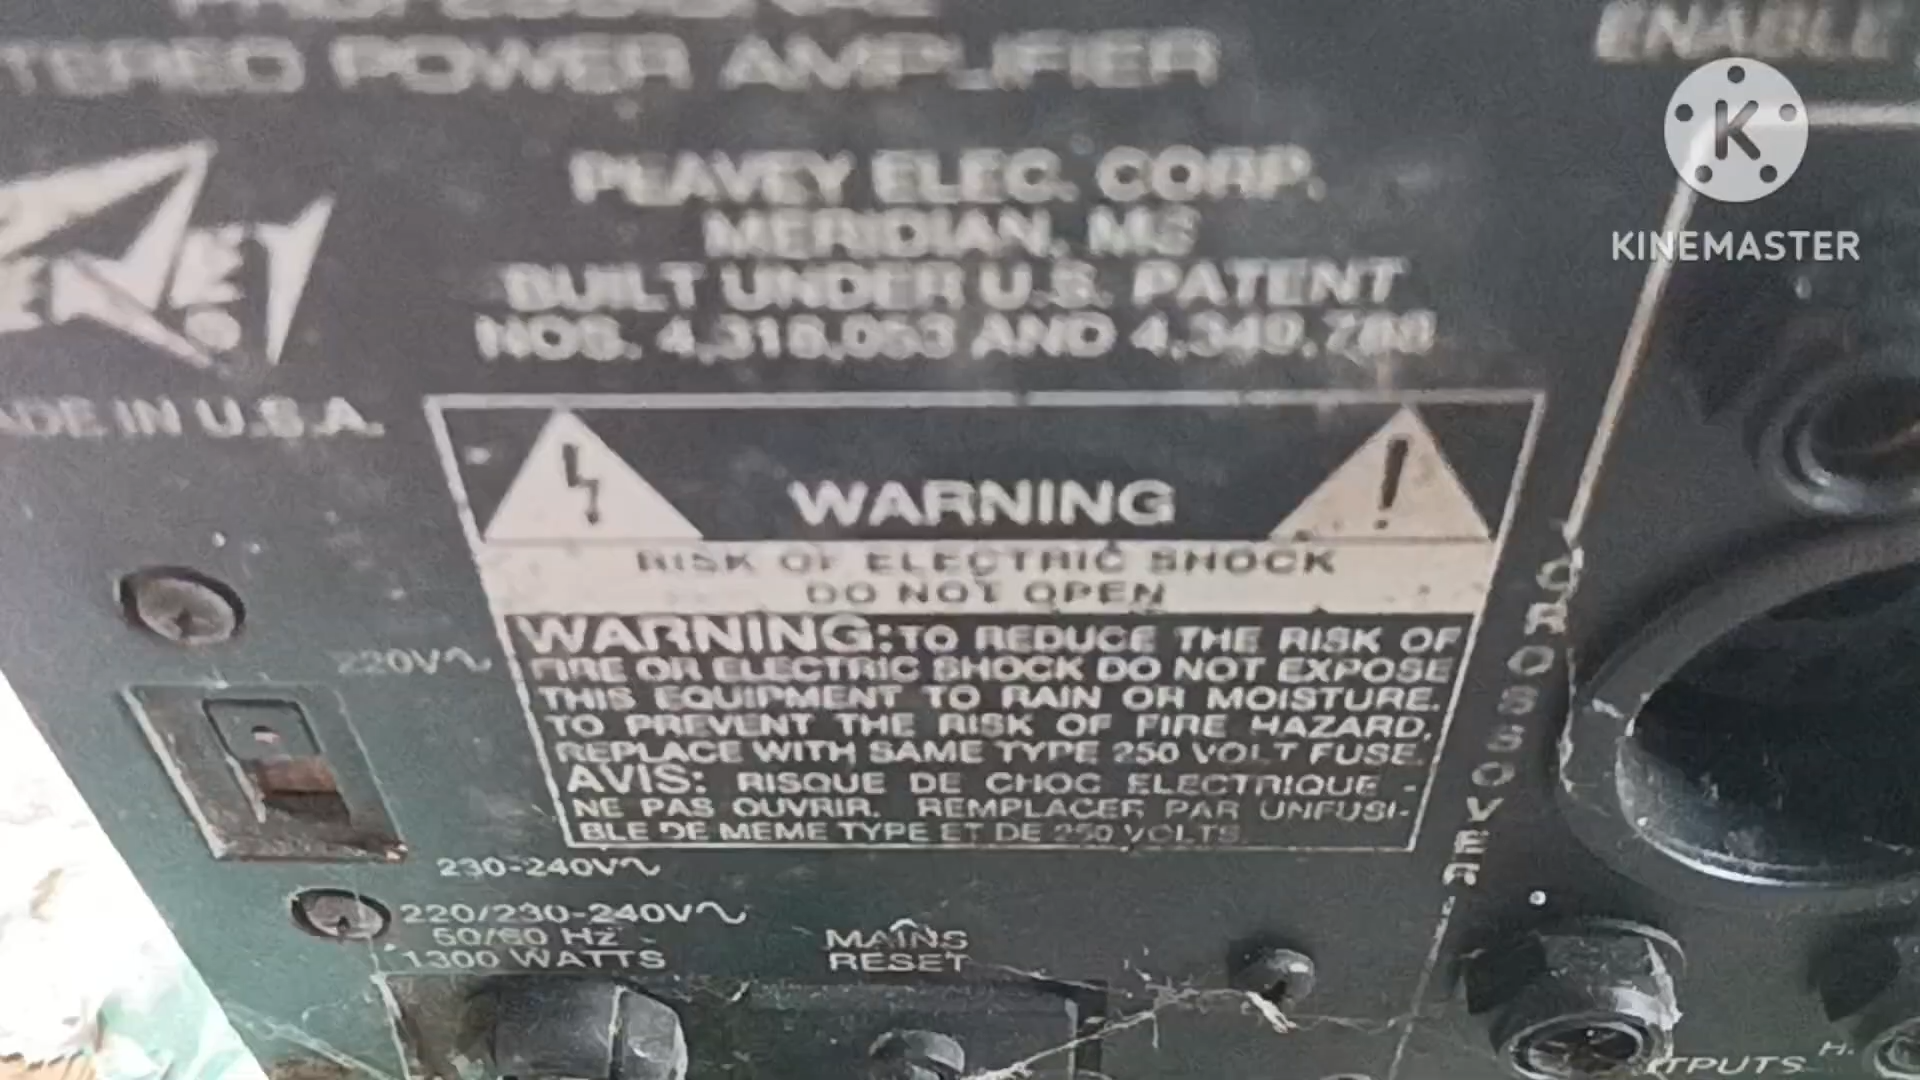 STEREO POWER AMPLIFIER
ENABLE
K
KINEMASTER
PEAVEY ELEC. CORP.
MERIDIAN, MS
BUILT UNDER U.S. PATENT
NOS. 4,318,053 AND 4,349,788
PEAVEY
MADE IN U.S.A.
WARNING
RISK OF ELECTRIC SHOCK
DO NOT OPEN
WARNING: TO REDUCE THE RISK OF
FIRE OR ELECTRIC SHOCK DO NOT EXPOSE
THIS EQUIPMENT TO RAIN OR MOISTURE.
TO PREVENT THE RISK OF FIRE HAZARD,
REPLACE WITH SAME TYPE 250 VOLT FUSE.
AVIS: RISQUE DE CHOC ELECTRIQUE -
NE PAS OUVRIR. REMPLACER PAR UNFUSI-
BLE DE MEME TYPE ET DE 250 VOLTS.
220V~
230-240V~
220/230-240V~
50/60 HZ
1300 WATTS
MAINS
RESET
CROSSOVER